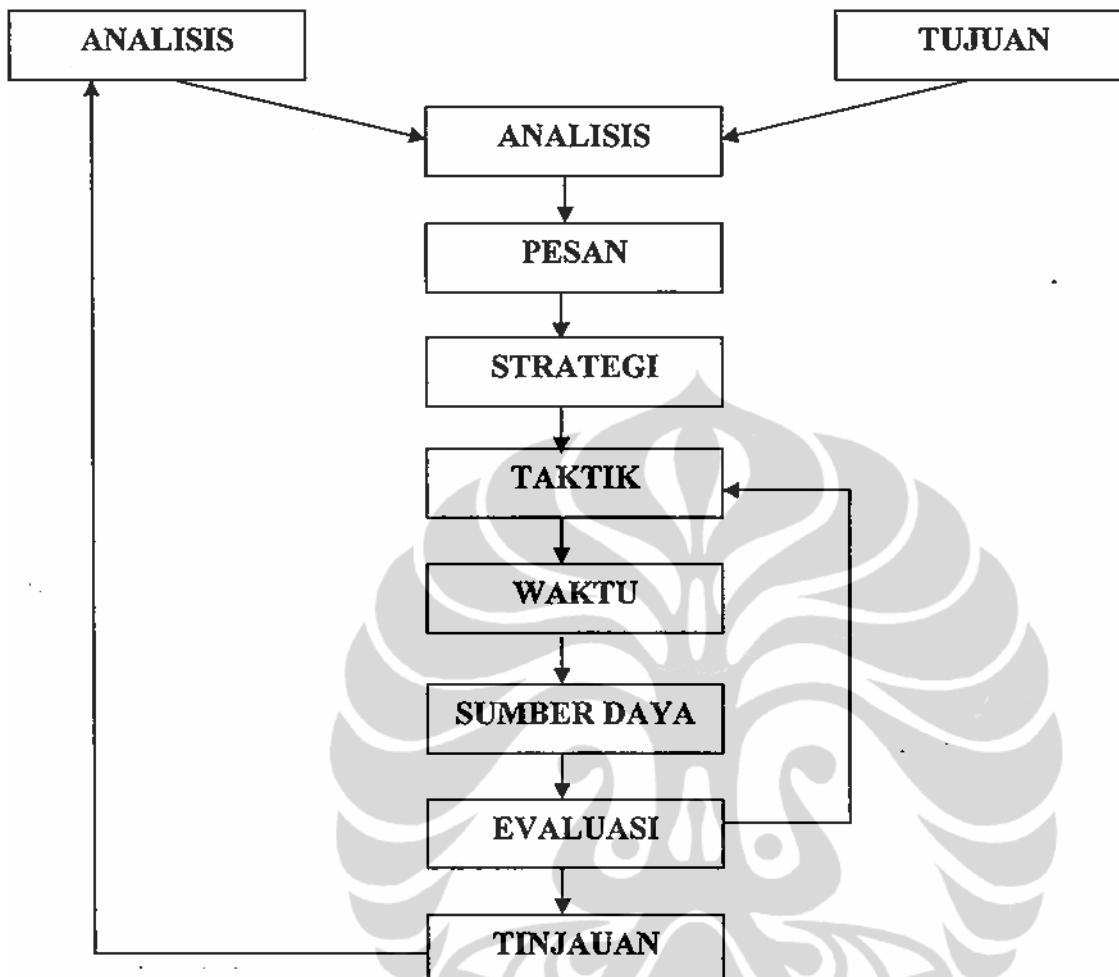 ANALISIS
TUJUAN
ANALISIS
PESAN
STRATEGI
TAKTIK
WAKTU
SUMBER DAYA
EVALUASI
TINJAUAN